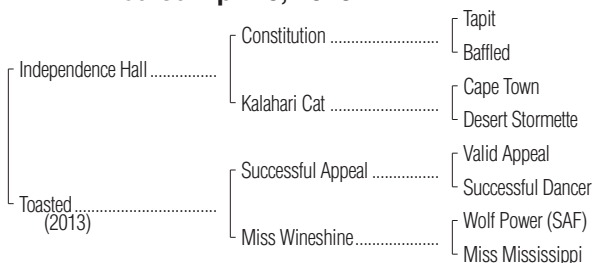 Tapit
Constitution
Baffled
Independence Hall
Cape Town
Kalahari Cat
Desert Stormette
Valid Appeal
Successful Appeal
Successful Dancer
Toasted
(2013)
Wolf Power (SAF)
Miss Wineshine
Miss Mississippi